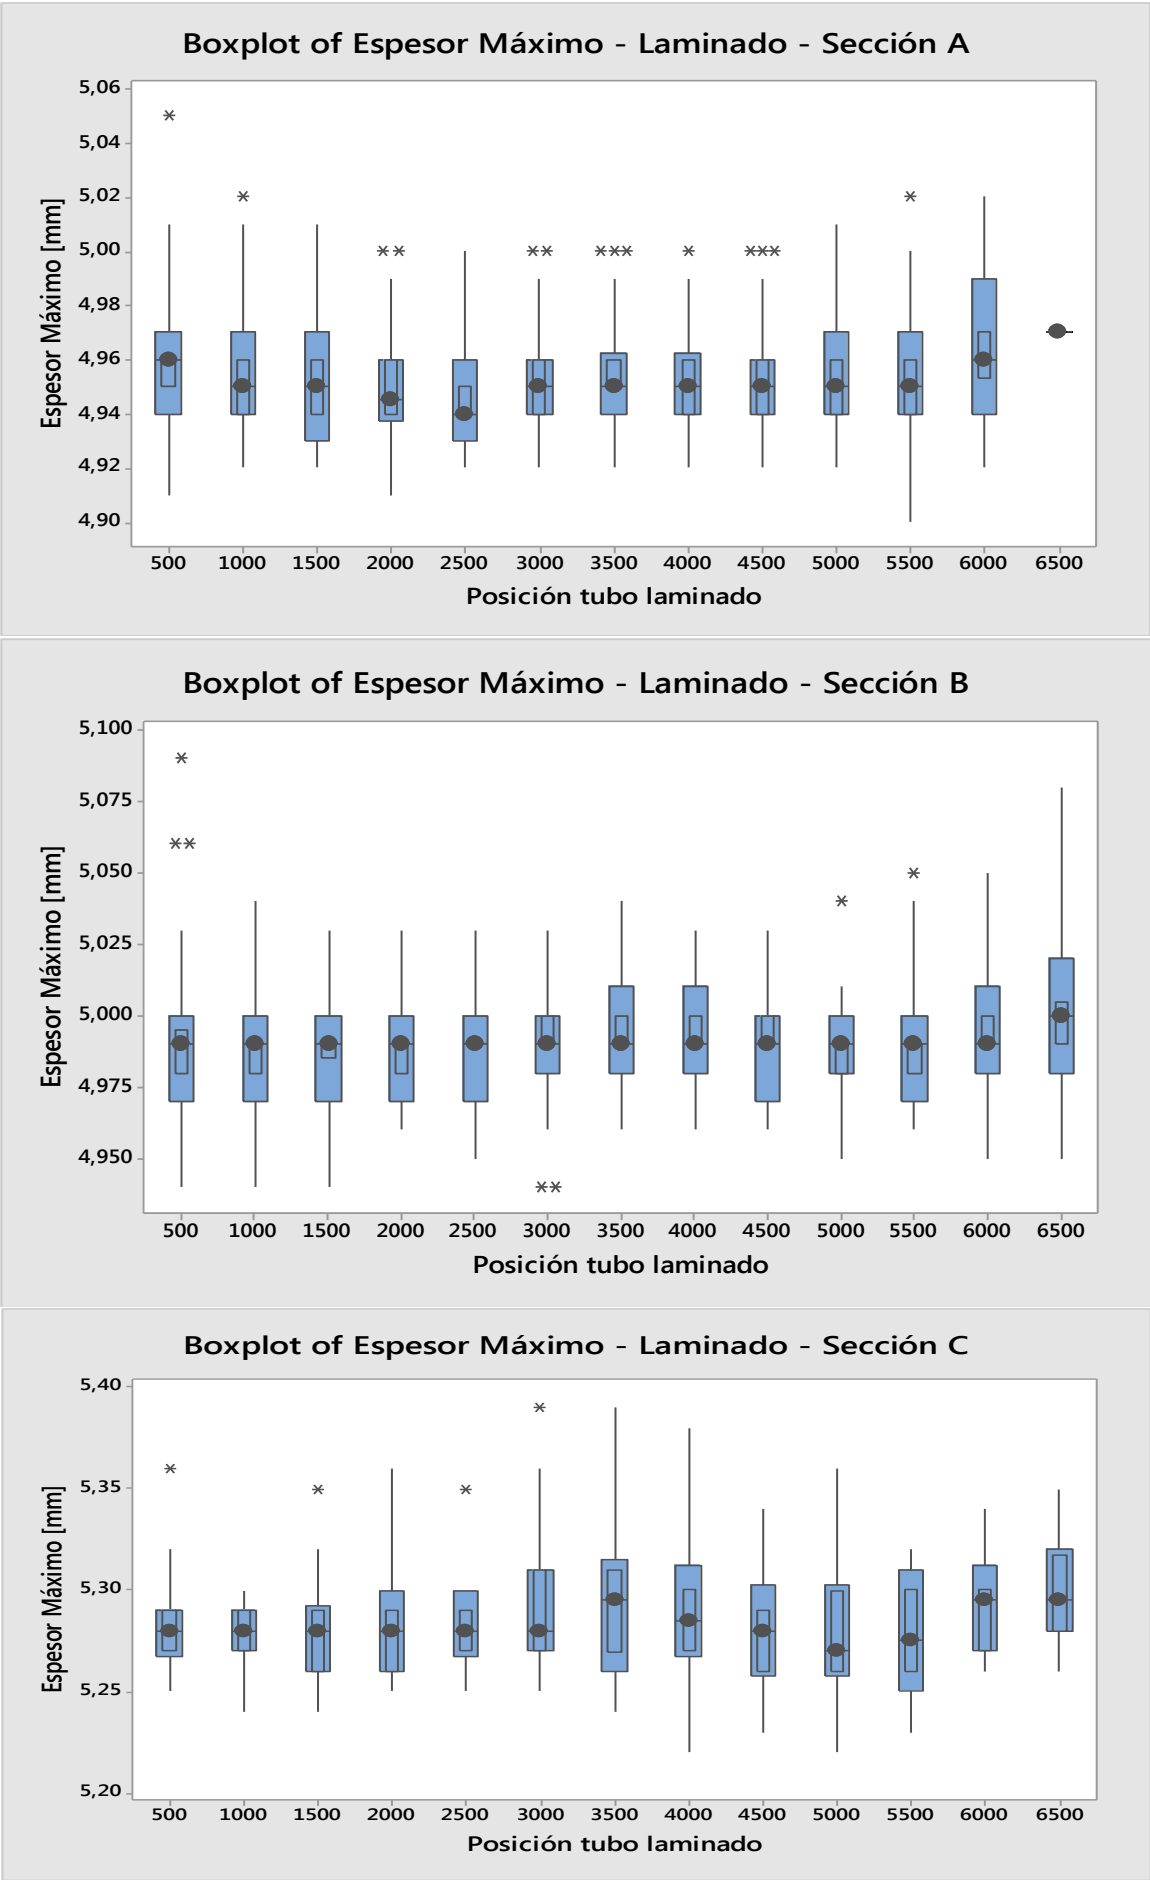 Boxplot of Espesor Máximo - Laminado - Sección A
Espesor Máximo [mm]
5,06
5,04
5,02
5,00
4,98
4,96
4,94
4,92
4,90
500 1000 1500 2000 2500 3000 3500 4000 4500 5000 5500 6000 6500
Posición tubo laminado
Boxplot of Espesor Máximo - Laminado - Sección B
Espesor Máximo [mm]
5,100
5,075
5,050
5,025
5,000
4,975
4,950
500 1000 1500 2000 2500 3000 3500 4000 4500 5000 5500 6000 6500
Posición tubo laminado
Boxplot of Espesor Máximo - Laminado - Sección C
Espesor Máximo [mm]
5,40
5,35
5,30
5,25
5,20
500 1000 1500 2000 2500 3000 3500 4000 4500 5000 5500 6000 6500
Posición tubo laminado